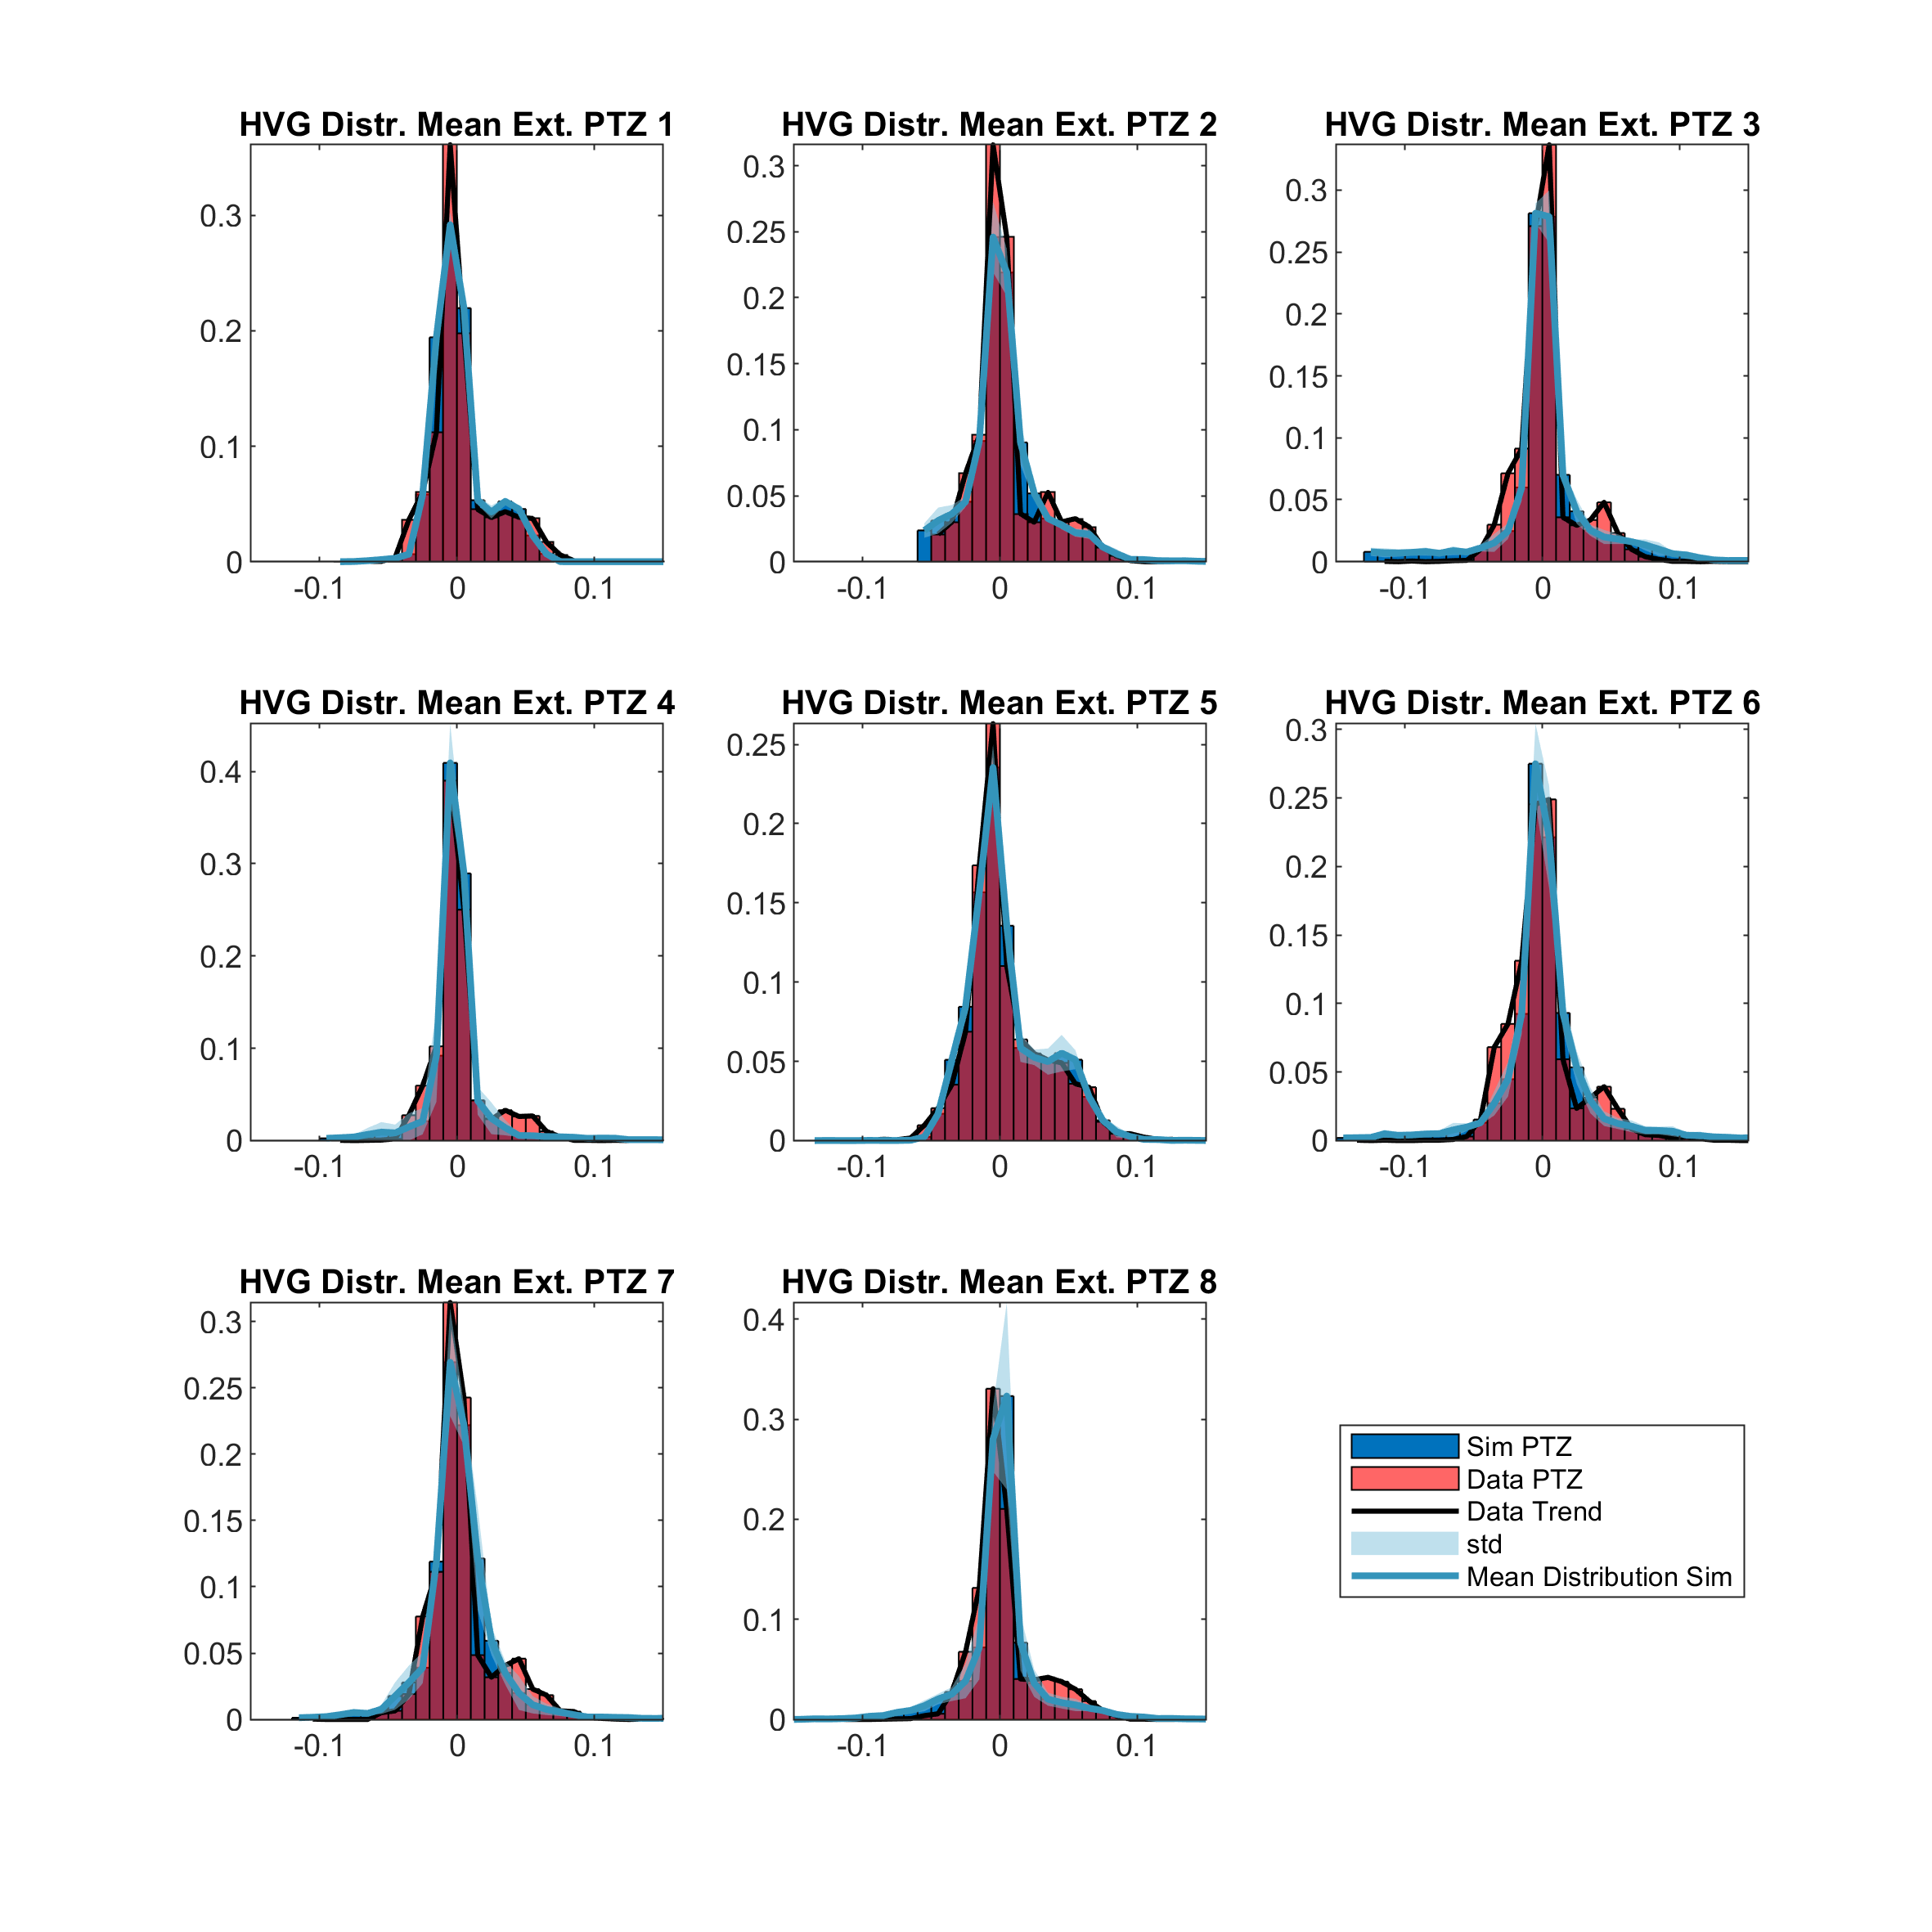 HVG Distr. Mean Ext. PTZ 1
0.3
0.2
0.1
0
-0.1 0 0.1
HVG Distr. Mean Ext. PTZ 2
0.3
0.25
0.2
0.15
0.1
0.05
0
-0.1 0 0.1
HVG Distr. Mean Ext. PTZ 3
0.3
0.25
0.2
0.15
0.1
0.05
0
-0.1 0 0.1
HVG Distr. Mean Ext. PTZ 4
0.4
0.3
0.2
0.1
0
-0.1 0 0.1
HVG Distr. Mean Ext. PTZ 5
0.25
0.2
0.15
0.1
0.05
0
-0.1 0 0.1
HVG Distr. Mean Ext. PTZ 6
0.3
0.25
0.2
0.15
0.1
0.05
0
-0.1 0 0.1
HVG Distr. Mean Ext. PTZ 7
0.3
0.25
0.2
0.15
0.1
0.05
0
-0.1 0 0.1
HVG Distr. Mean Ext. PTZ 8
0.4
0.3
0.2
0.1
0
-0.1 0 0.1
Sim PTZ
Data PTZ
Data Trend
std
Mean Distribution Sim